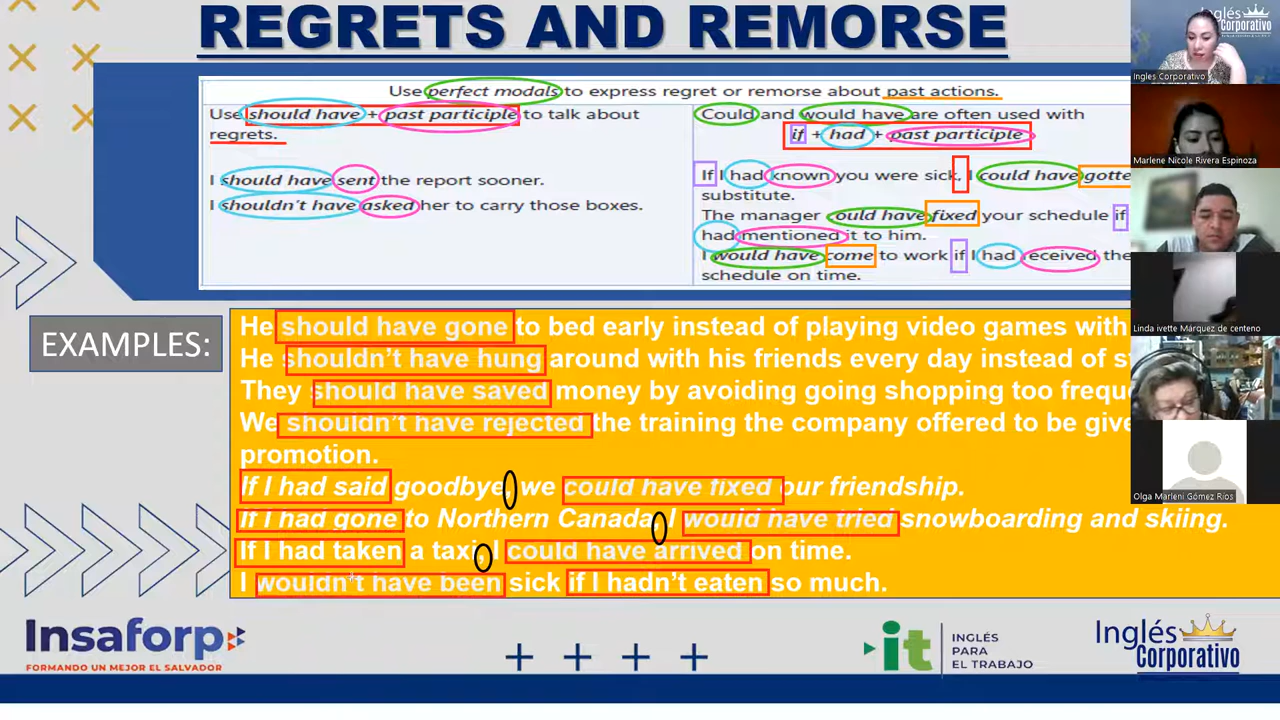 REGRETS AND REMORSE
Use perfect modals to express regret or remorse about past actions.
Use should have + past participle to talk about
regrets.
I should have sent the report sooner.
I shouldn't have asked her to carry those boxes.
Could and would have are often used with
if + had + past participle
If I had known you were sick, I could have gotte
substitute.
The manager ould have fixed your schedule if
had mentioned it to him.
I would have come to work if I had received the
schedule on time.
EXAMPLES:
He should have gone to bed early instead of playing video games with
He shouldn't have hung around with his friends every day instead of
They should have saved money by avoiding going shopping too frequ
We shouldn't have rejected the training the company offered to be give
promotion.
If I had said goodbye, we could have fixed our friendship.
If I had gone to Northern Canada, I would have tried snowboarding and skiing.
If I had taken a taxi, I could have arrived on time.
I wouldn't have been sick if I hadn't eaten so much.
Insaforp
FORMANDO UN MEJOR EL SALVADOR
it
INGLÉS
PARA
EL TRABAJO
Inglés
Corporativo
Inglés
Corporativo
Ingles Corporativo
Marlene Nicole Rivera Espinoza
Linda ivette Márquez de centeno
Olga Marleni Gómez Rios